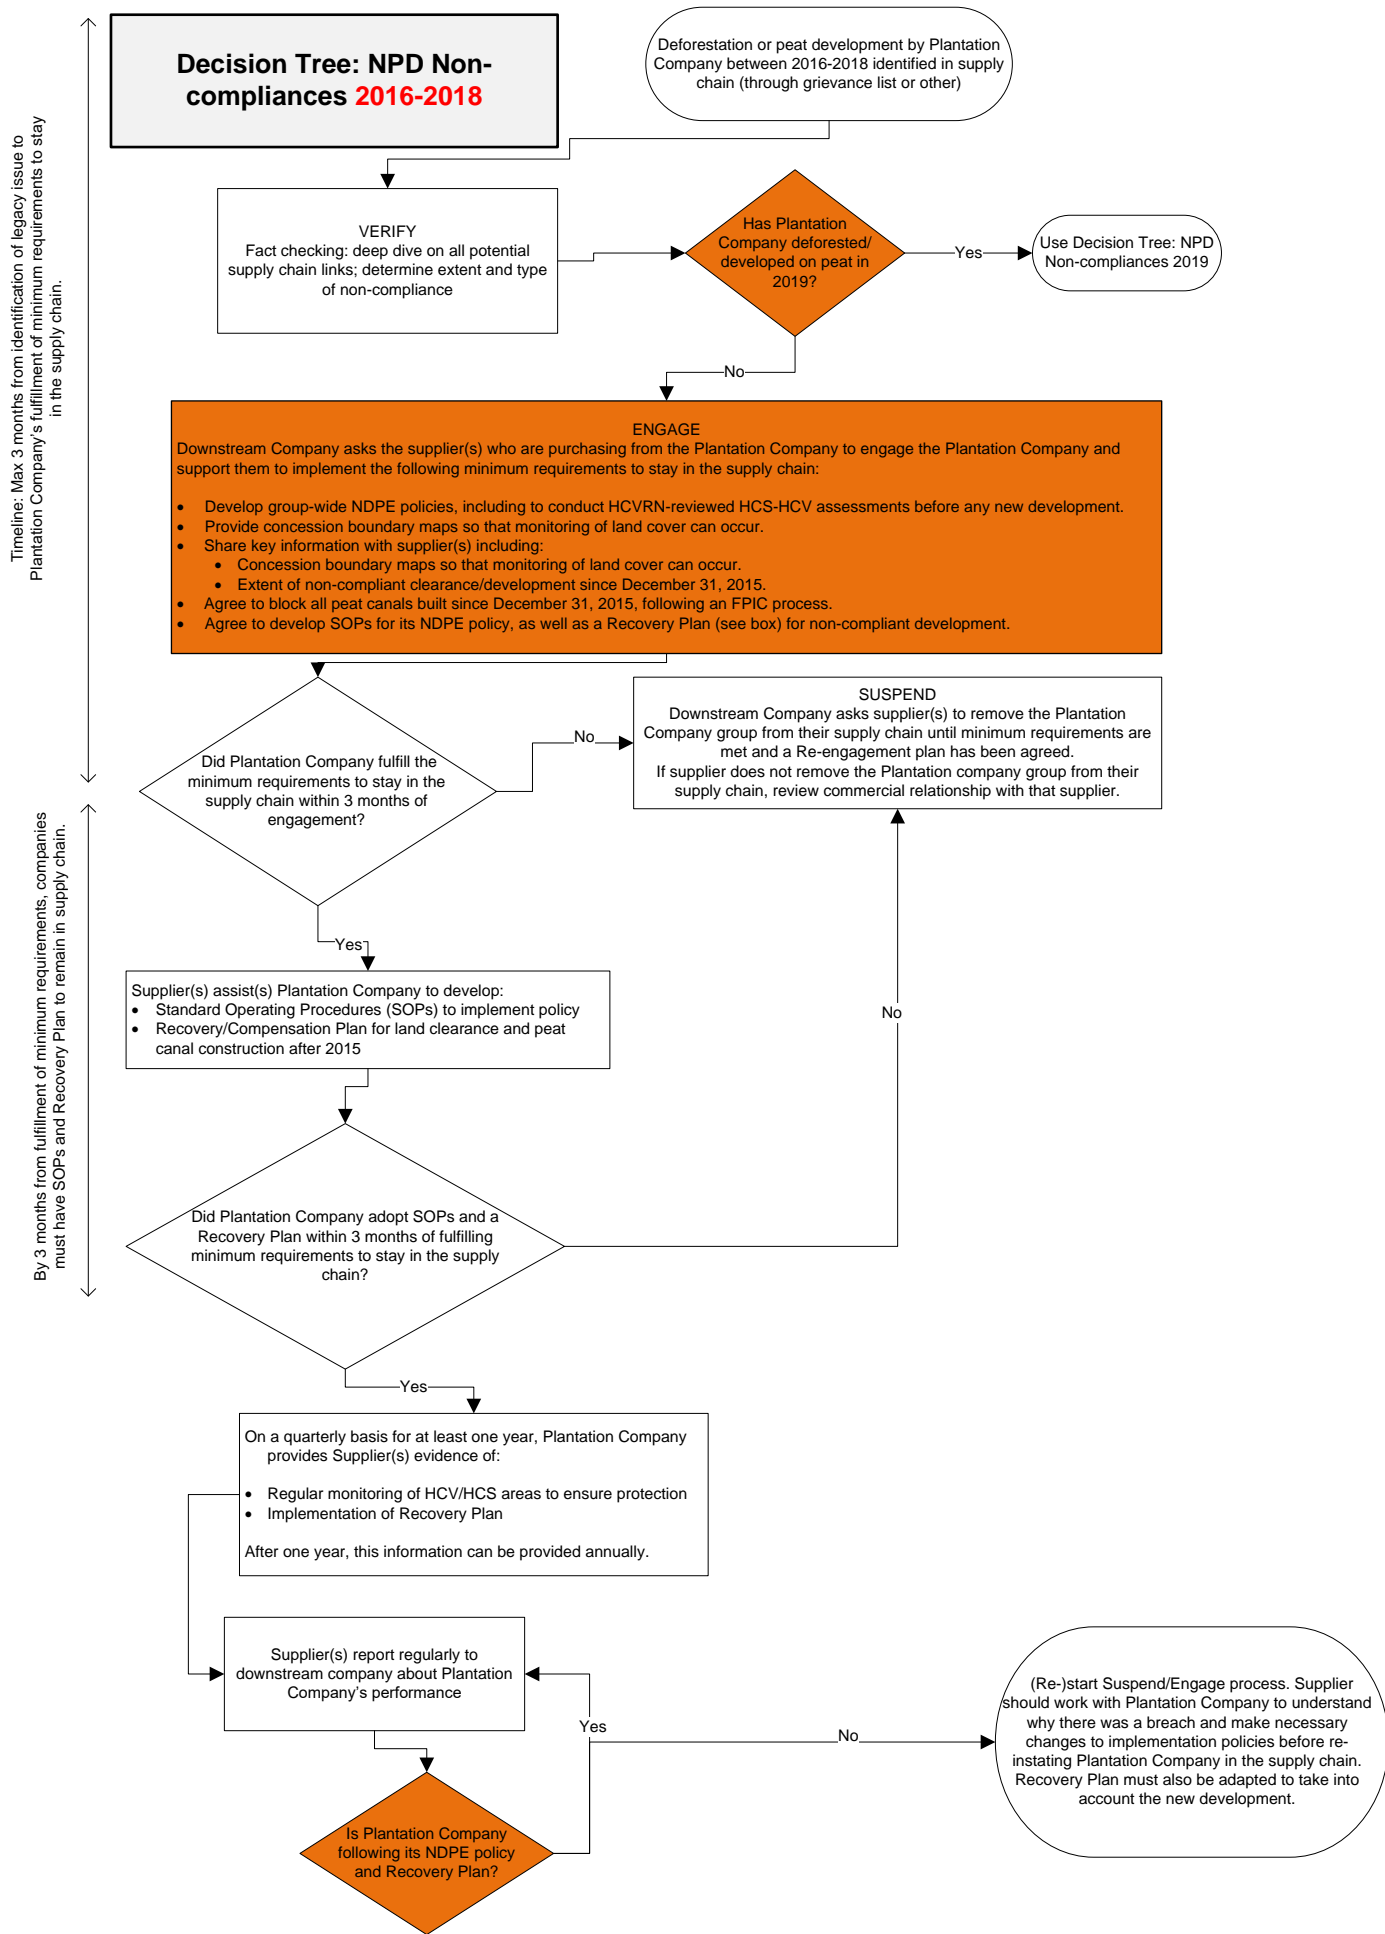 Decision Tree: NPD Non-
compliances 2016-2018
Deforestation or peat development by Plantation
Company between 2016-2018 identified in supply
chain (through grievance list or other)
Timeline: Max 3 months from identification of legacy issue to
Plantation Company's fulfillment of minimum requirements to stay
in the supply chain.
VERIFY
Fact checking: deep dive on all potential
supply chain links; determine extent and type
of non-compliance
Has Plantation
Company deforested/
developed on peat in
2019?
Yes
Use Decision Tree: NPD
Non-compliances 2019
No
ENGAGE
Downstream Company asks the supplier(s) who are purchasing from the Plantation Company to engage the Plantation Company and
support them to implement the following minimum requirements to stay in the supply chain:
• Develop group-wide NDPE policies, including to conduct HCVRN-reviewed HCS-HCV assessments before any new development.
• Provide concession boundary maps so that monitoring of land cover can occur.
• Share key information with supplier(s) including:
• Concession boundary maps so that monitoring of land cover can occur.
• Extent of non-compliant clearance/development since December 31, 2015.
• Agree to block all peat canals built since December 31, 2015, following an FPIC process.
• Agree to develop SOPs for its NDPE policy, as well as a Recovery Plan (see box) for non-compliant development.
Did Plantation Company fulfill the
minimum requirements to stay in the
supply chain within 3 months of
engagement?
No
SUSPEND
Downstream Company asks supplier(s) to remove the Plantation
Company group from their supply chain until minimum requirements are
met and a Re-engagement plan has been agreed.
If supplier does not remove the Plantation company group from their
supply chain, review commercial relationship with that supplier.
By 3 months from fulfillment of minimum requirements, companies
must have SOPs and Recovery Plan to remain in supply chain.
Yes
Supplier(s) assist(s) Plantation Company to develop:
• Standard Operating Procedures (SOPs) to implement policy
• Recovery/Compensation Plan for land clearance and peat
canal construction after 2015
No
Did Plantation Company adopt SOPs and a
Recovery Plan within 3 months of fulfilling
minimum requirements to stay in the supply
chain?
Yes
On a quarterly basis for at least one year, Plantation Company
provides Supplier(s) evidence of:
• Regular monitoring of HCV/HCS areas to ensure protection
• Implementation of Recovery Plan
After one year, this information can be provided annually.
Supplier(s) report regularly to
downstream company about Plantation
Company's performance
Yes
No
(Re-)start Suspend/Engage process. Supplier
should work with Plantation Company to understand
why there was a breach and make necessary
changes to implementation policies before re-
instating Plantation Company in the supply chain.
Recovery Plan must also be adapted to take into
account the new development.
Is Plantation Company
following its NDPE policy
and Recovery Plan?